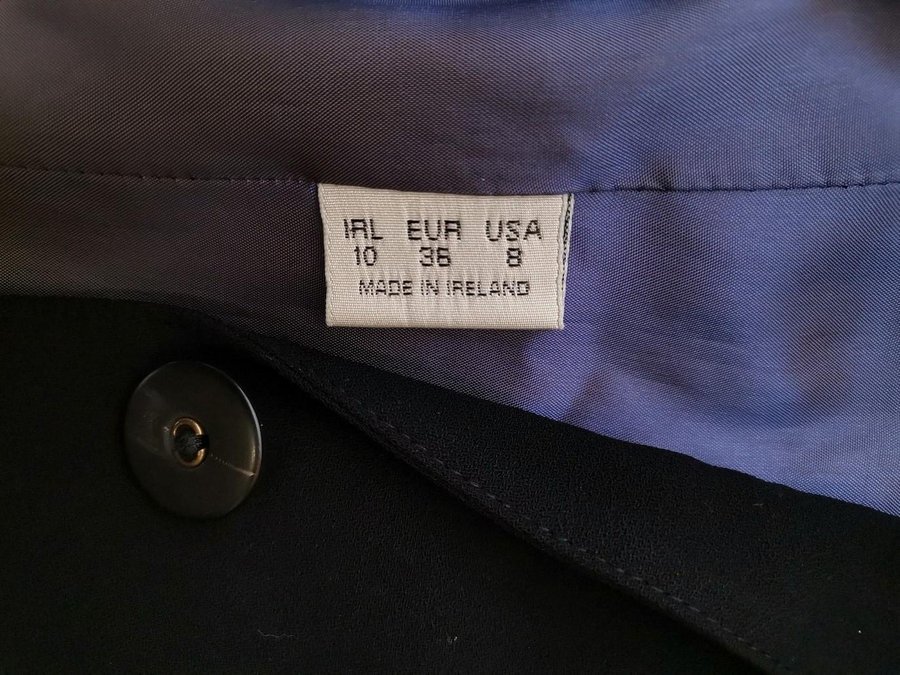 IRL EUR USA
10 36 8
MADE IN IRELAND